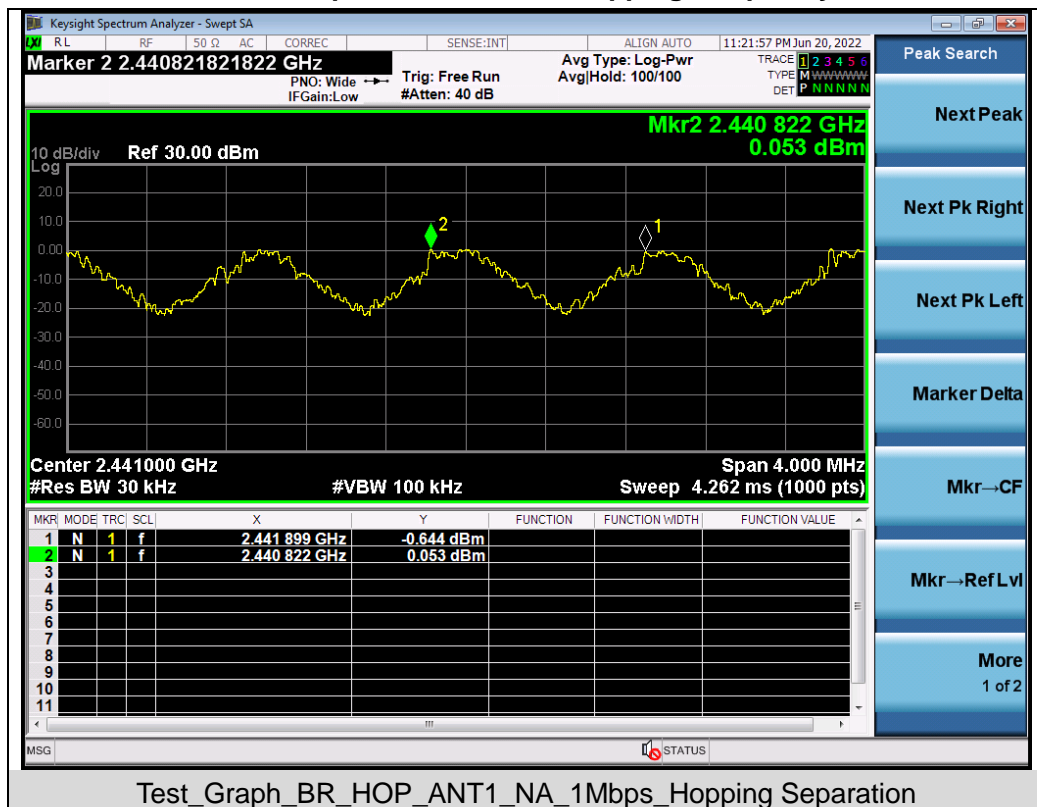 Keysight Spectrum Analyzer - Swept SA
LXI RL RF 50 Ω AC CORREC SENSE:INT ALIGN AUTO 11:21:57 PM Jun 20, 2022
Marker 2 2.440821821822 GHz
PNO: Wide
IFGain:Low
Trig: Free Run
#Atten: 40 dB
Avg Type: Log-Pwr
Avg|Hold: 100/100
TRACE 1 2 3 4 5 6
TYPE M WWWWW
DET P N N N N N
Mkr2 2.440 822 GHz
0.053 dBm
10 dB/div Ref 30.00 dBm
Log
20.0
10.0
0.00
-10.0
-20.0
-30.0
-40.0
-50.0
-60.0
2
1
Center 2.441000 GHz Span 4.000 MHz
#Res BW 30 kHz #VBW 100 kHz Sweep 4.262 ms (1000 pts)
MKR MODE TRC SCL X Y FUNCTION FUNCTION WIDTH FUNCTION VALUE
1 N 1 f 2.441 899 GHz -0.644 dBm
2 N 1 f 2.440 822 GHz 0.053 dBm
3
4
5
6
7
8
9
10
11
MSG STATUS
Peak Search
Next Peak
Next Pk Right
Next Pk Left
Marker Delta
Mkr→CF
Mkr→Ref Lvl
More
1 of 2
Test_Graph_BR_HOP_ANT1_NA_1Mbps_Hopping Separation